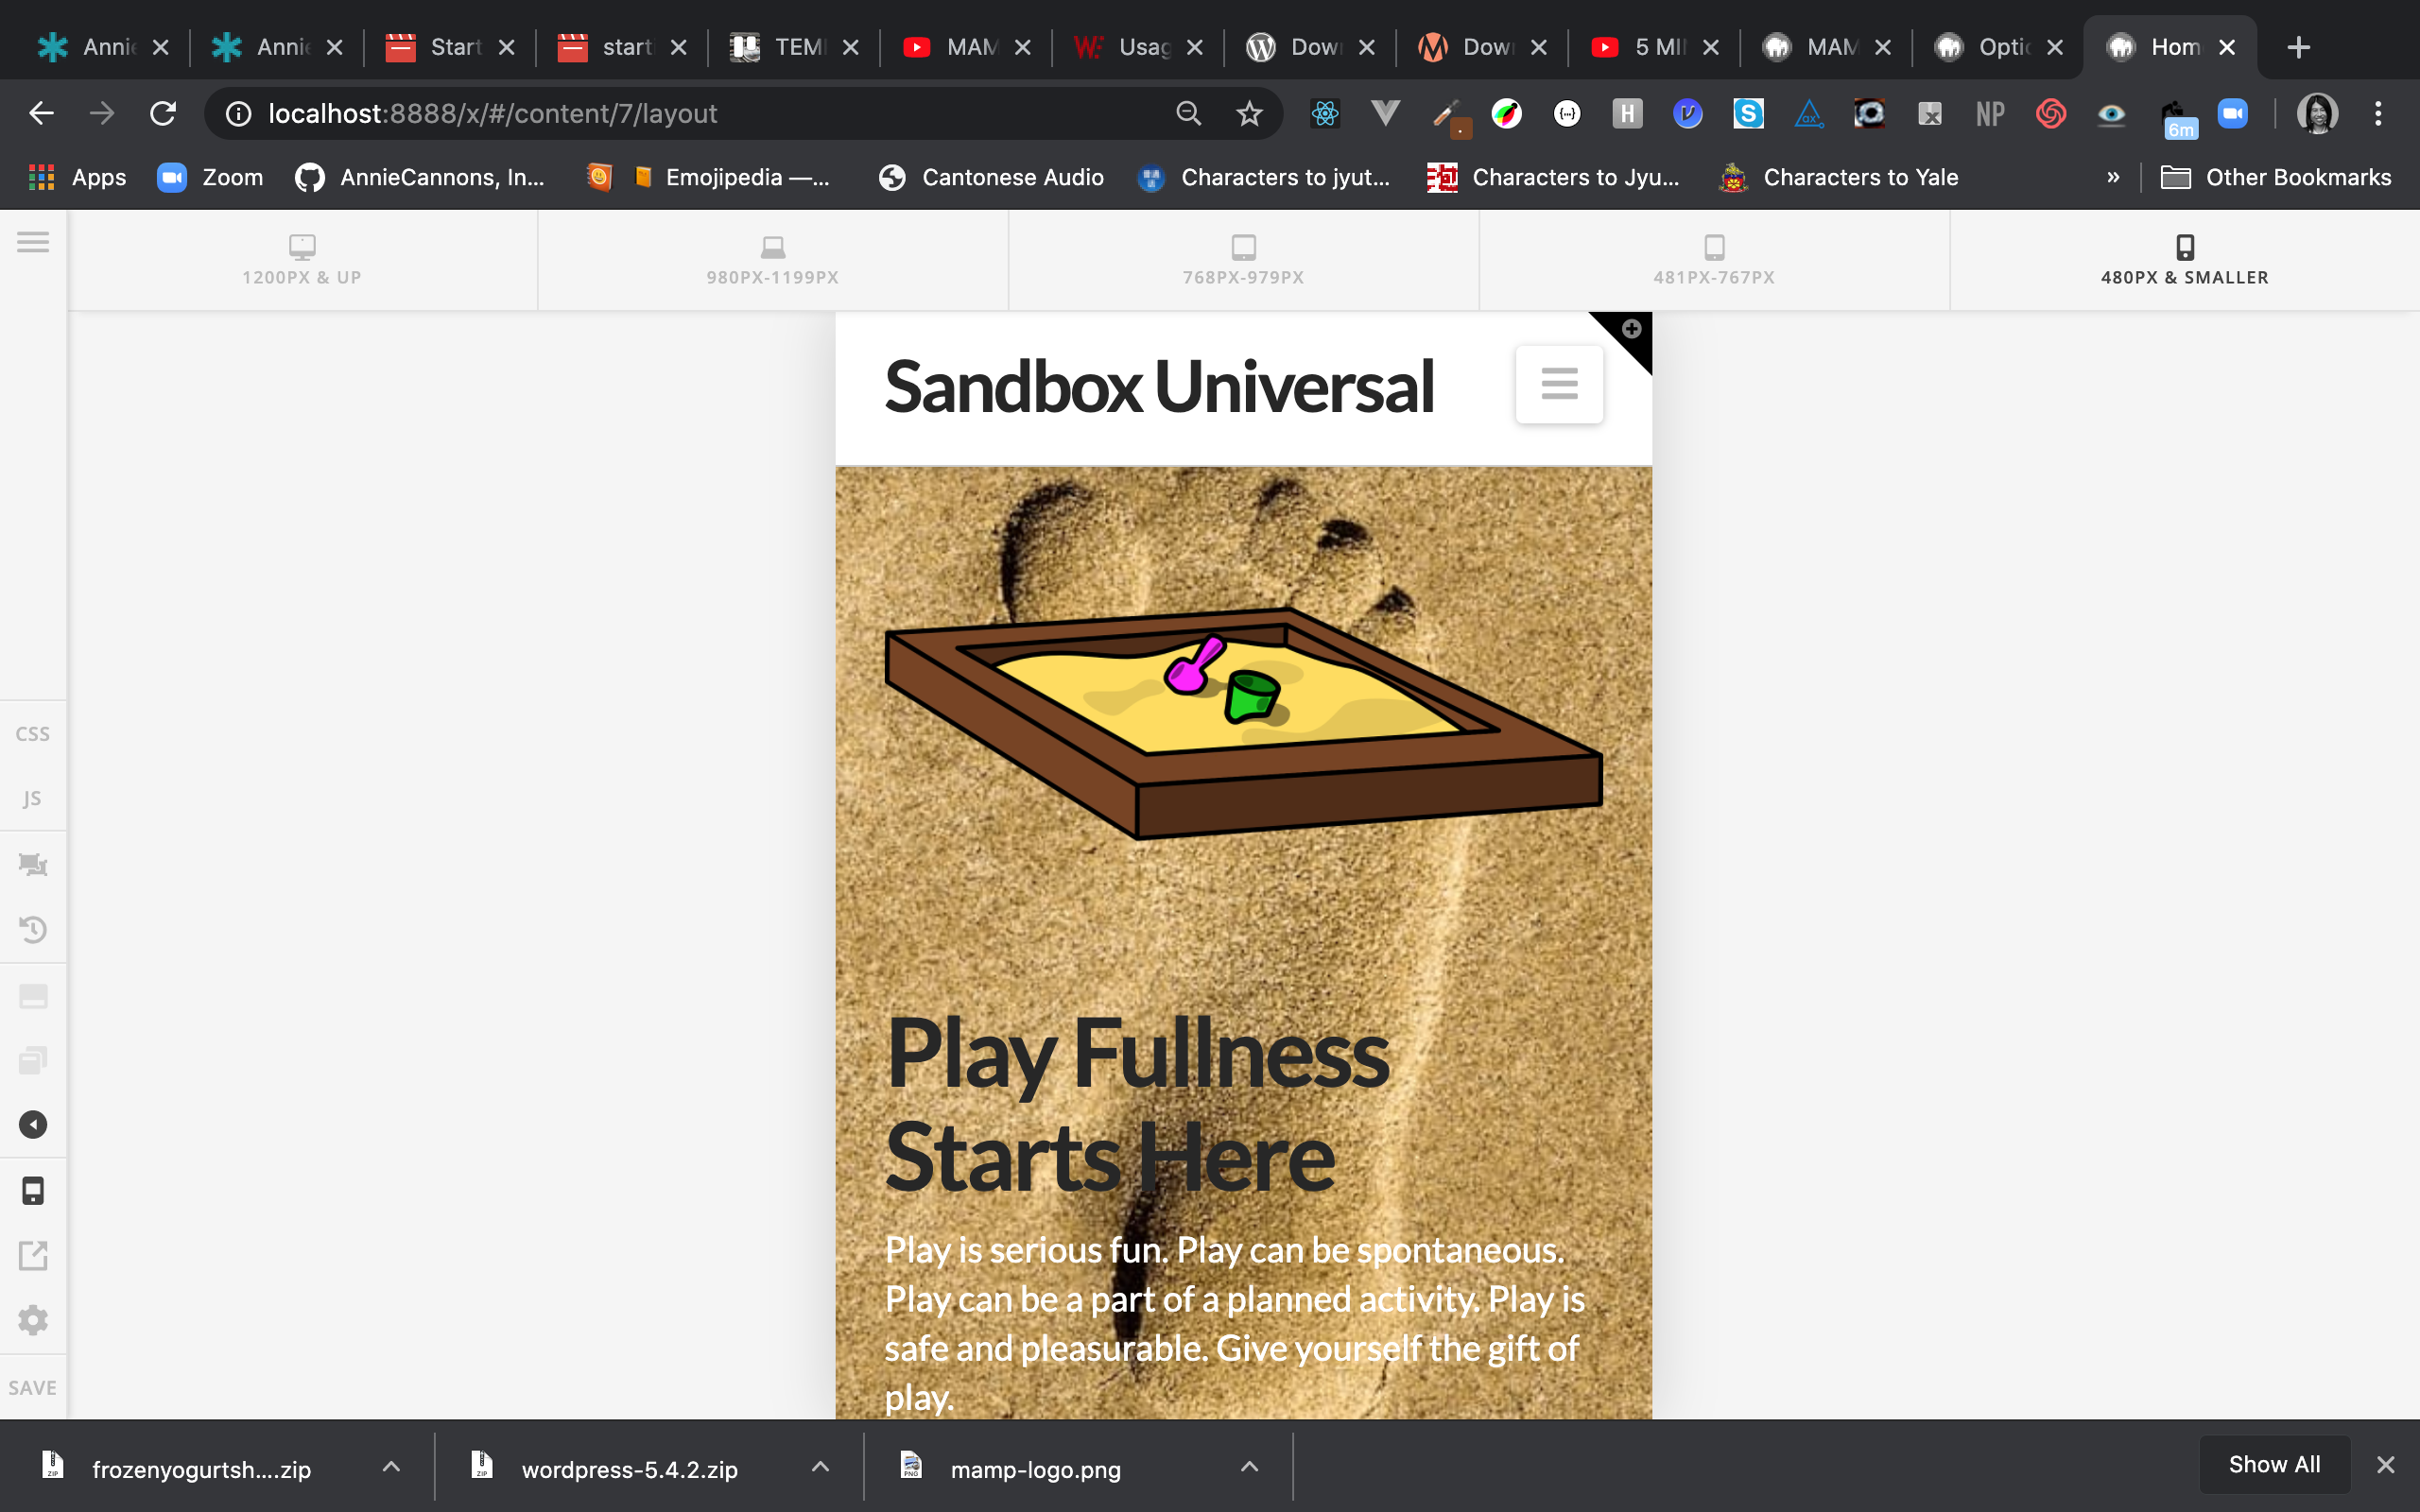 Annie
Annie
Start
start
TEM
MAM
Usag
Dow
Dow
5 MI
MAM
Optio
Hom
localhost:8888/x/#/content/7/layout
H
NP
6m
Apps
Zoom
AnnieCannons, In...
Emojipedia —...
Cantonese Audio
Characters to jyut...
Characters to Jyu...
Characters to Yale
»
Other Bookmarks
1200PX & UP
980PX-1199PX
768PX-979PX
481PX-767PX
480PX & SMALLER
Sandbox Universal
CSS
JS
Play Fullness
Starts Here
Play is serious fun. Play can be spontaneous.
Play can be a part of a planned activity. Play is
safe and pleasurable. Give yourself the gift of
play.
SAVE
frozenyogurtsh....zip
wordpress-5.4.2.zip
mamp-logo.png
Show All